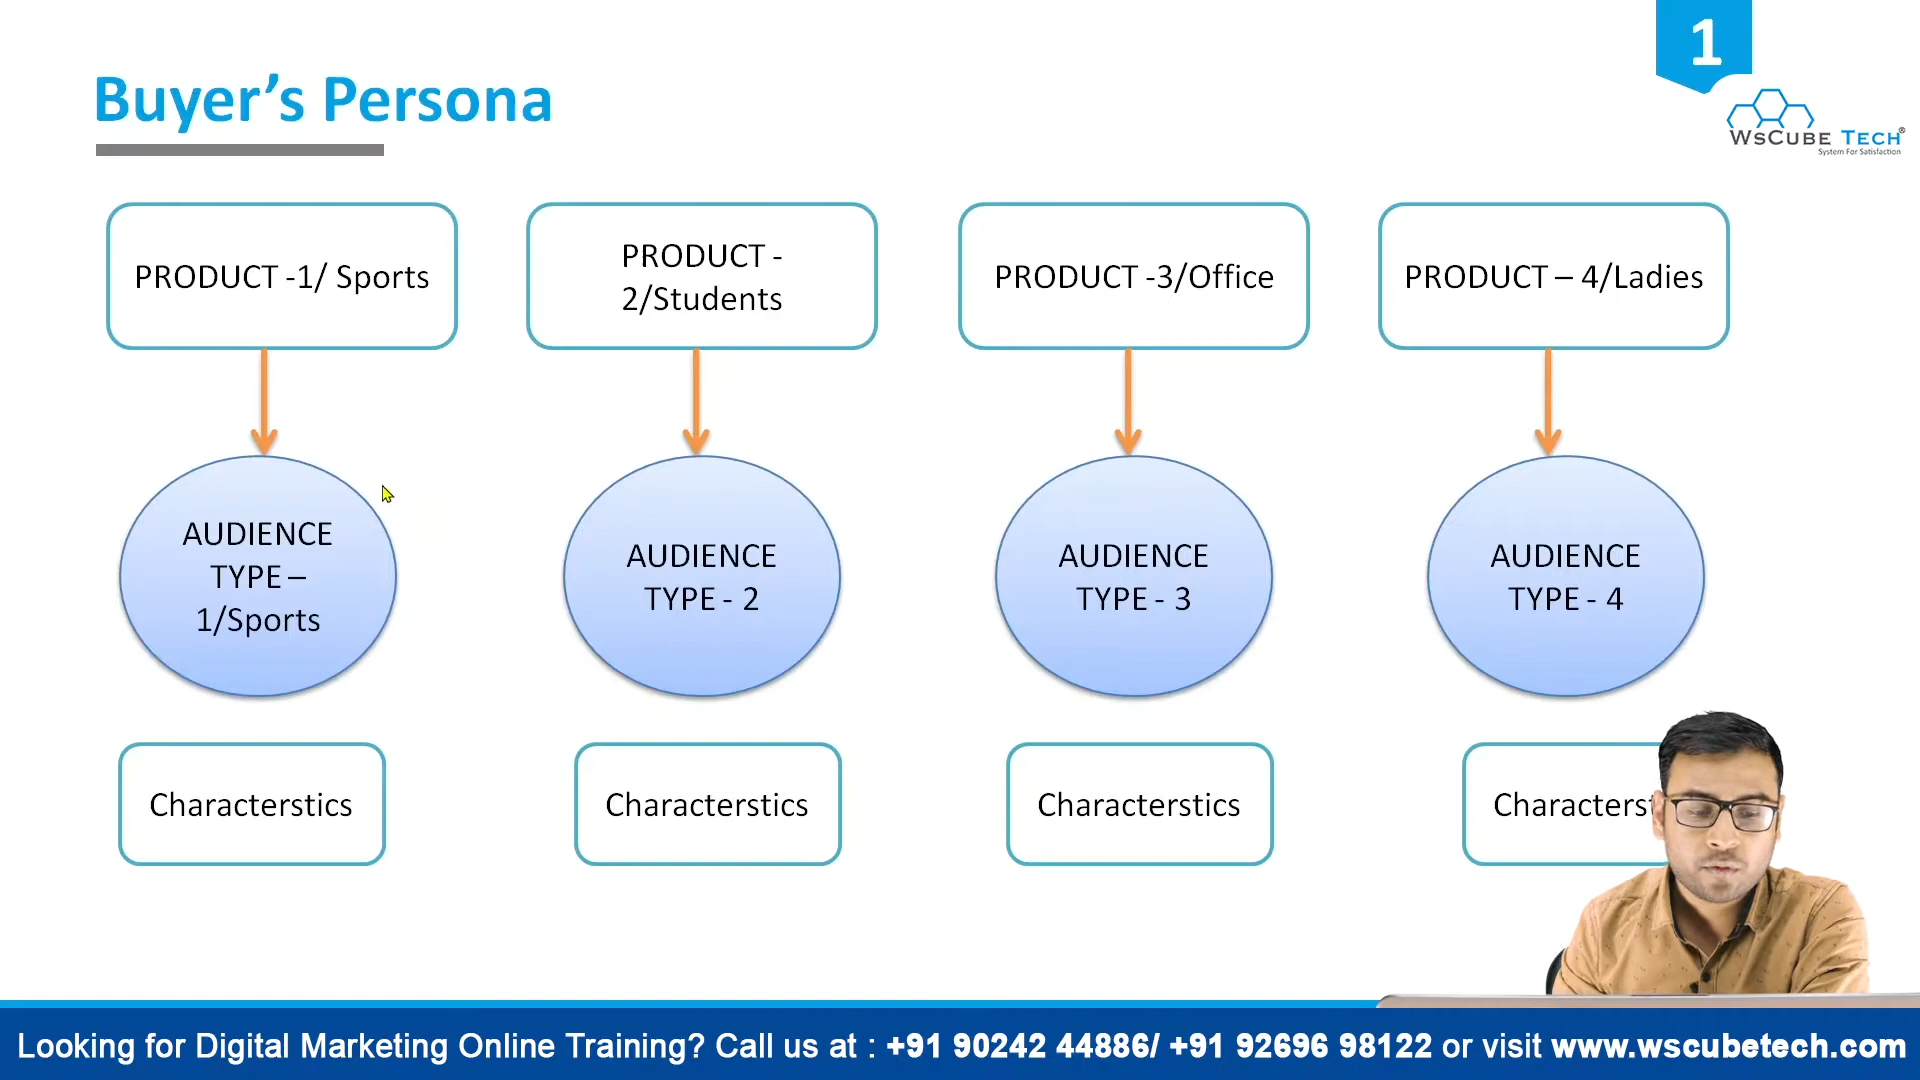 1
Buyer’s Persona
WSCUBE TECH®
System For Satisfaction
PRODUCT -1/ Sports
PRODUCT -
2/Students
PRODUCT -3/Office
PRODUCT – 4/Ladies
AUDIENCE
TYPE –
1/Sports
AUDIENCE
TYPE - 2
AUDIENCE
TYPE - 3
AUDIENCE
TYPE - 4
Characterstics
Characterstics
Characterstics
Characterst
Looking for Digital Marketing Online Training? Call us at : +91 90242 44886/ +91 92696 98122 or visit www.wscubetech.com